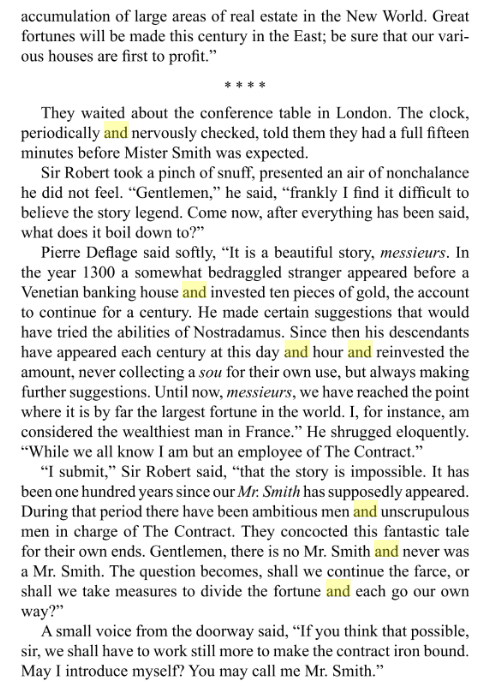 accumulation of large areas of real estate in the New World. Great
fortunes will be made this century in the East; be sure that our vari-
ous houses are first to profit.”
* * * *
They waited about the conference table in London. The clock,
periodically and nervously checked, told them they had a full fifteen
minutes before Mister Smith was expected.
Sir Robert took a pinch of snuff, presented an air of nonchalance
he did not feel. “Gentlemen,” he said, “frankly I find it difficult to
believe the story legend. Come now, after everything has been said,
what does it boil down to?”
Pierre Deflage said softly, “It is a beautiful story, messieurs. In
the year 1300 a somewhat bedraggled stranger appeared before a
Venetian banking house and invested ten pieces of gold, the account
to continue for a century. He made certain suggestions that would
have tried the abilities of Nostradamus. Since then his descendants
have appeared each century at this day and hour and reinvested the
amount, never collecting a sou for their own use, but always making
further suggestions. Until now, messieurs, we have reached the point
where it is by far the largest fortune in the world. I, for instance, am
considered the wealthiest man in France.” He shrugged eloquently.
“While we all know I am but an employee of The Contract.”
“I submit,” Sir Robert said, “that the story is impossible. It has
been one hundred years since our Mr. Smith has supposedly appeared.
During that period there have been ambitious men and unscrupulous
men in charge of The Contract. They concocted this fantastic tale
for their own ends. Gentlemen, there is no Mr. Smith and never was
a Mr. Smith. The question becomes, shall we continue the farce, or
shall we take measures to divide the fortune and each go our own
way?”
A small voice from the doorway said, “If you think that possible,
sir, we shall have to work still more to make the contract iron bound.
May I introduce myself? You may call me Mr. Smith.”